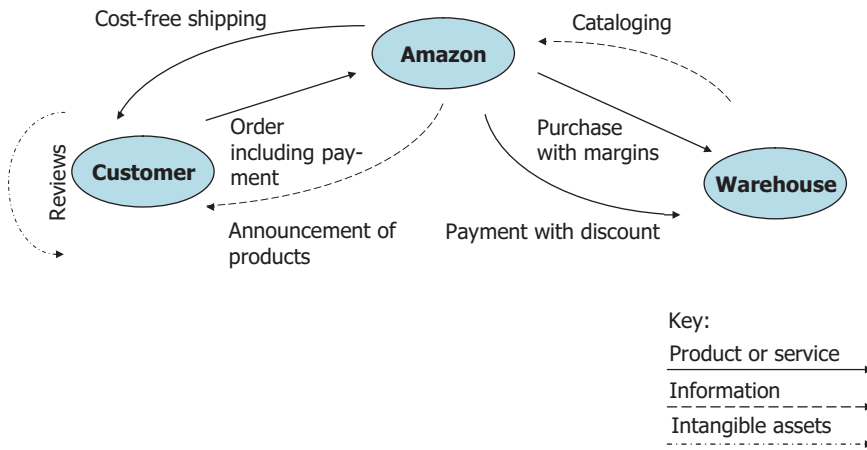 Cost-free shipping
Amazon
Cataloging
Order
including pay-
ment
Purchase
with margins
Reviews
Customer
Warehouse
Announcement of
products
Payment with discount
Key:
Product or service
Information
Intangible assets